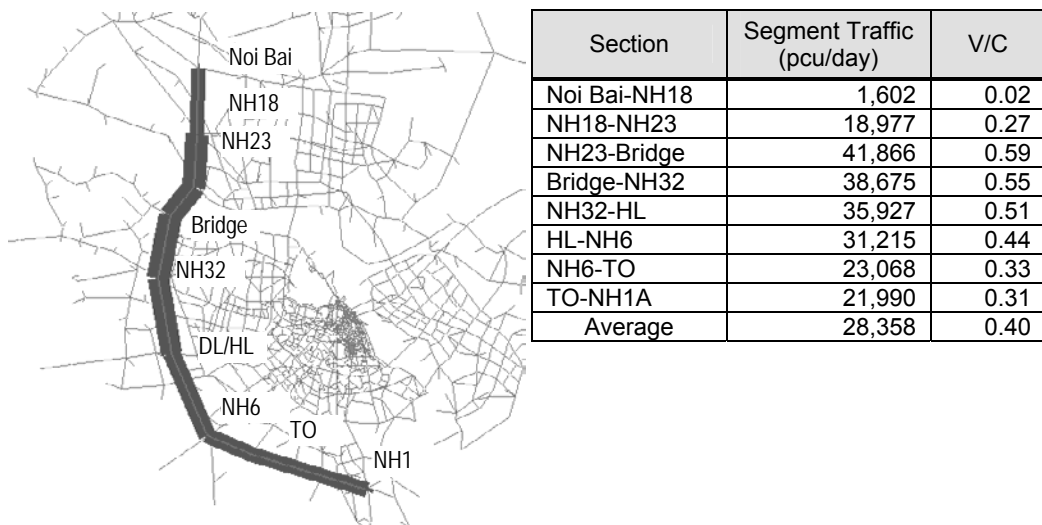 Noi Bai
NH18
NH23
Bridge
NH32
DL/HL
NH6
TO
NH1
Section Segment Traffic (pcu/day) V/C
Noi Bai-NH18 1,602 0.02
NH18-NH23 18,977 0.27
NH23-Bridge 41,866 0.59
Bridge-NH32 38,675 0.55
NH32-HL 35,927 0.51
HL-NH6 31,215 0.44
NH6-TO 23,068 0.33
TO-NH1A 21,990 0.31
Average 28,358 0.40